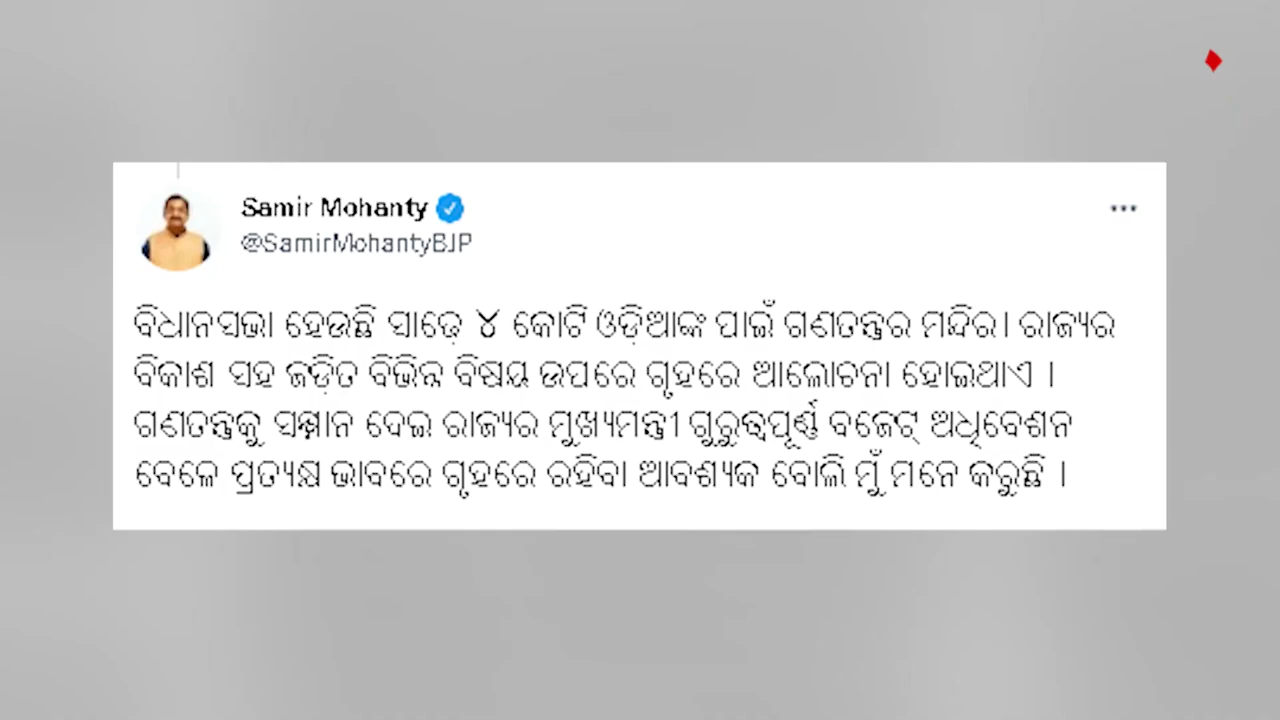 Samir Mohanty
@SamirMohantyBJP
ବିଧାନସଭା ହେଉଛି ସାଢ଼େ ୪ କୋଟି ଓଡ଼ିଆଙ୍କ ପାଇଁ ଗଣତନ୍ତ୍ରର ମନ୍ଦିର। ରାଜ୍ୟର
ବିକାଶ ସହ ଜଡ଼ିତ ବିଭିନ୍ନ ବିଷୟ ଉପରେ ଗୃହରେ ଆଲୋଚନା ହୋଇଥାଏ ।
ଗଣତନ୍ତ୍ରକୁ ସମ୍ମାନ ଦେଇ ରାଜ୍ୟର ମୁଖ୍ୟମନ୍ତ୍ରୀ ଗୁରୁତ୍ୱପୂର୍ଣ୍ଣ ବଜେଟ୍ ଅଧିବେଶନ
ବେଳେ ପ୍ରତ୍ୟକ୍ଷ ଭାବରେ ଗୃହରେ ରହିବା ଆବଶ୍ୟକ ବୋଲି ମୁଁ ମନେ କରୁଛି ।